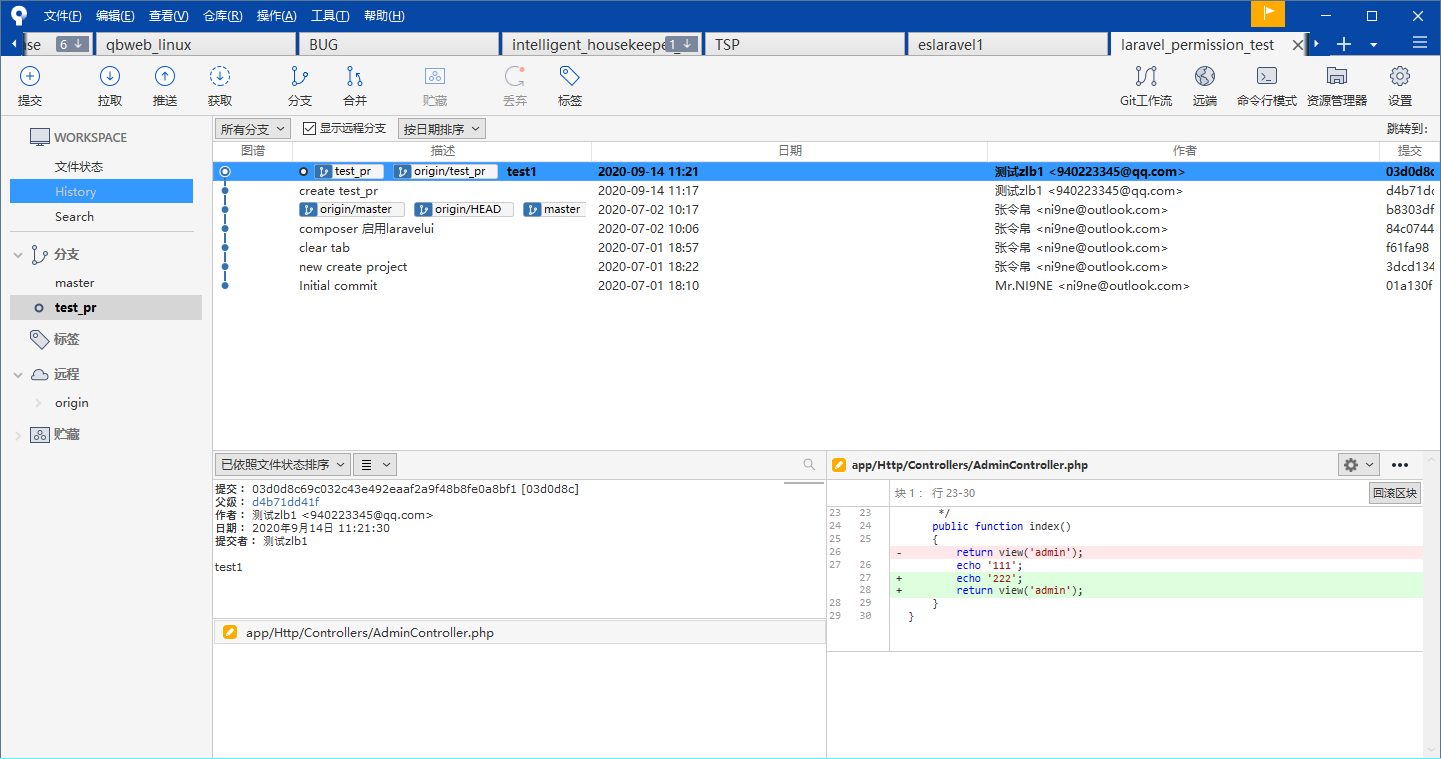 文件(F) 编辑(E) 查看(V) 仓库(R) 操作(A) 工具(T) 帮助(H)
se 6 qbweb_linux BUG intelligent_housekeepe 1 TSP eslaravel1 laravel_permission_test
提交 拉取 推送 获取 分支 合并 贮藏 丢弃 标签 Git工作流 远端 命令行模式 资源管理器 设置
WORKSPACE
文件状态
History
Search
分支
master
test_pr
标签
远程
origin
贮藏
所有分支 显示远程分支 按日期排序 跳转到:
图谱 描述 日期 作者 提交
test_pr origin/test_pr test1 2020-09-14 11:21 测试zlb1 <940223345@qq.com> 03d0d8c
create test_pr 2020-09-14 11:17 测试zlb1 <940223345@qq.com> d4b71dc
origin/master origin/HEAD master 2020-07-02 10:17 张令帛 <ni9ne@outlook.com> b8303df
composer 启用laravelui 2020-07-02 10:06 张令帛 <ni9ne@outlook.com> 84c0744
clear tab 2020-07-01 18:57 张令帛 <ni9ne@outlook.com> f61fa98
new create project 2020-07-01 18:22 张令帛 <ni9ne@outlook.com> 3dcd134
Initial commit 2020-07-01 18:10 Mr.NI9NE <ni9ne@outlook.com> 01a130f
已依照文件状态排序
提交: 03d0d8c69c032c43e492eaaf2a9f48b8fe0a8bf1 [03d0d8c]
父级: d4b71dd41f
作者: 测试zlb1 <940223345@qq.com>
日期: 2020年9月14日 11:21:30
提交者: 测试zlb1
test1
app/Http/Controllers/AdminController.php
app/Http/Controllers/AdminController.php
块 1: 行 23-30 回滚区块
23 23 */
24 24 public function index()
25 25 {
26 - return view('admin');
27 26 echo '111';
27 + echo '222';
28 + return view('admin');
28 29 }
29 30 }